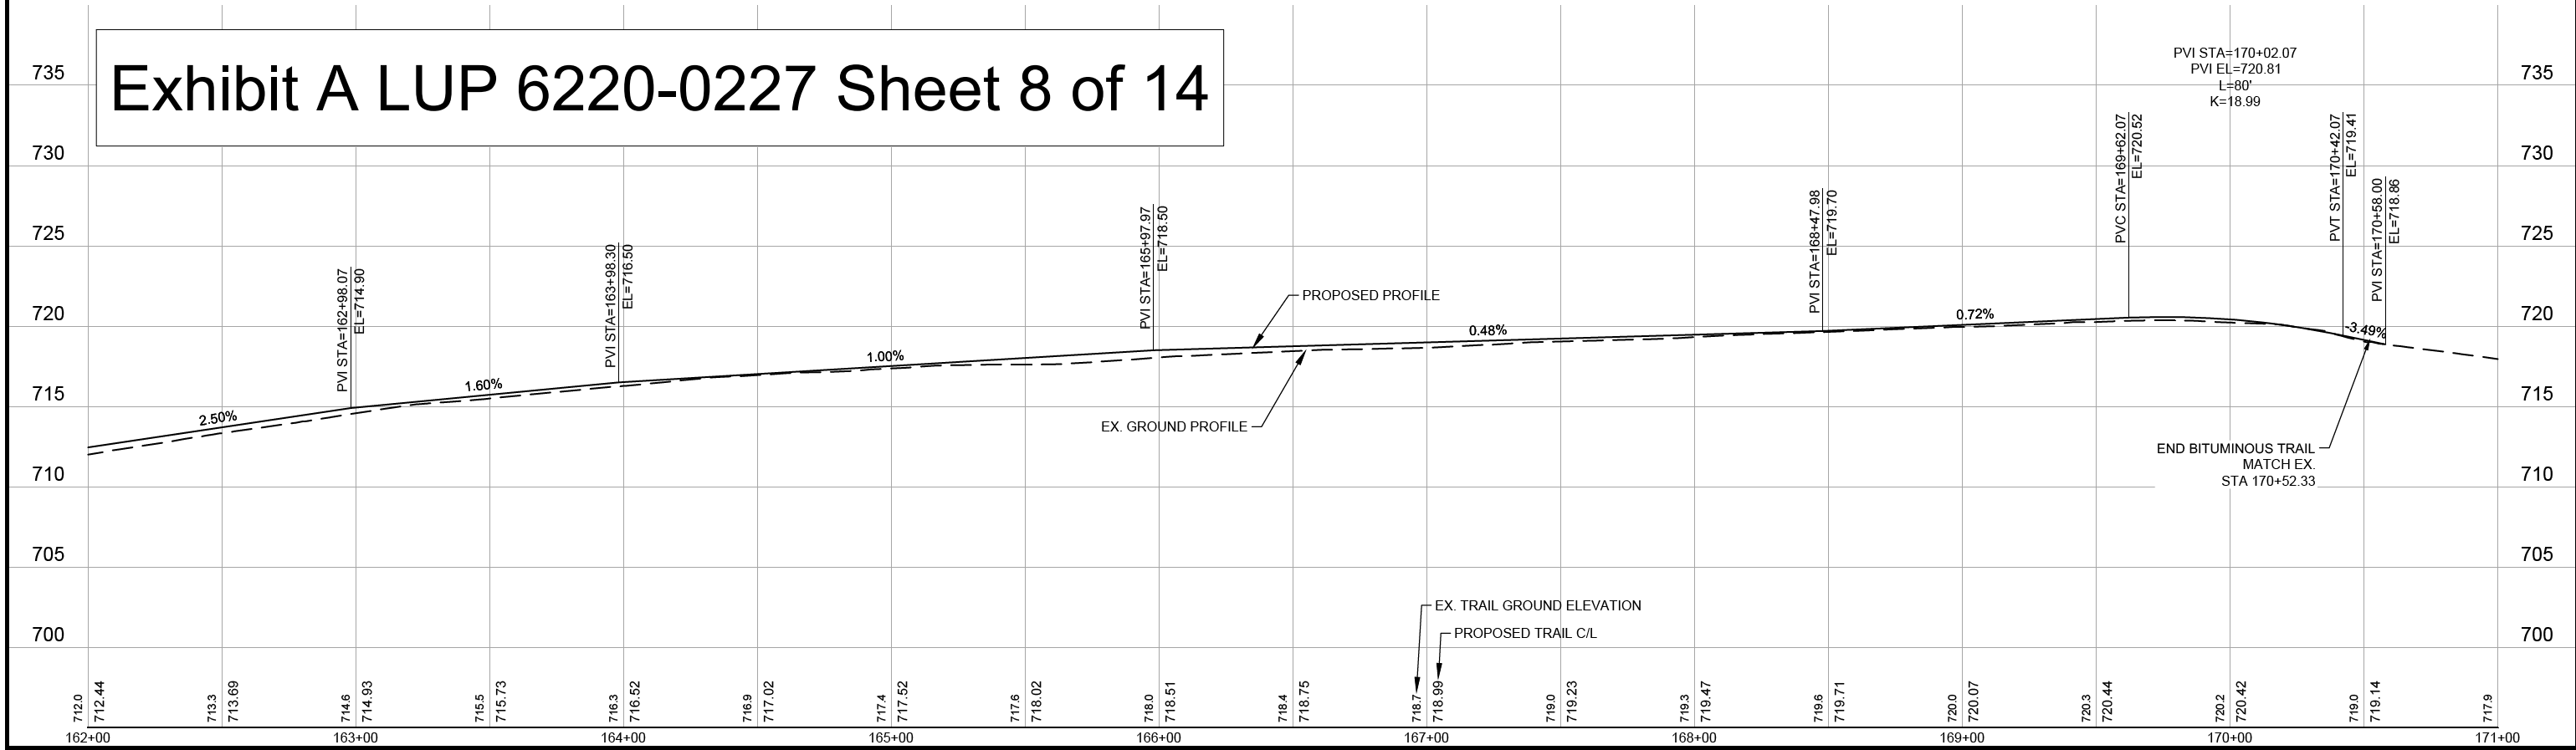 Exhibit A LUP 6220-0227 Sheet 8 of 14
735
730
725
720
715
710
705
700
735
730
725
720
715
710
705
700
PVI STA=162+98.07
EL=714.90
PVI STA=163+98.30
EL=716.50
PVI STA=165+97.97
EL=718.50
PVI STA=168+47.98
EL=719.70
PVC STA=169+62.07
EL=720.52
PVI STA=170+02.07
PVI EL=720.81
L=80'
K=18.99
PVT STA=170+42.07
EL=719.41
PVI STA=170+58.00
EL=718.86
2.50%
1.60%
1.00%
0.48%
0.72%
-3.49%
PROPOSED PROFILE
EX. GROUND PROFILE
END BITUMINOUS TRAIL
MATCH EX.
STA 170+52.33
EX. TRAIL GROUND ELEVATION
PROPOSED TRAIL C/L
712.0
712.44
713.3
713.69
714.6
714.93
715.5
715.73
716.3
716.52
716.9
717.02
717.4
717.52
717.6
718.02
718.0
718.51
718.4
718.75
718.7
718.99
719.0
719.23
719.3
719.47
719.6
719.71
720.0
720.07
720.3
720.44
720.2
720.42
719.0
719.14
717.9
162+00
163+00
164+00
165+00
166+00
167+00
168+00
169+00
170+00
171+00